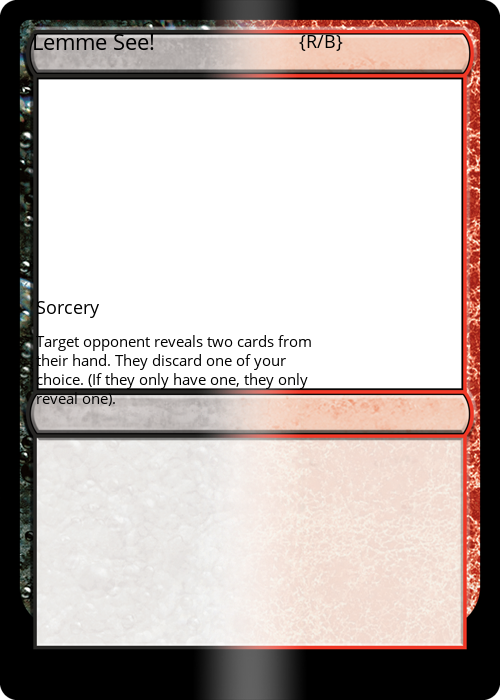 Lemme See! {R/B}
Sorcery
Target opponent reveals two cards from
their hand. They discard one of your
choice. (If they only have one, they only
reveal one).